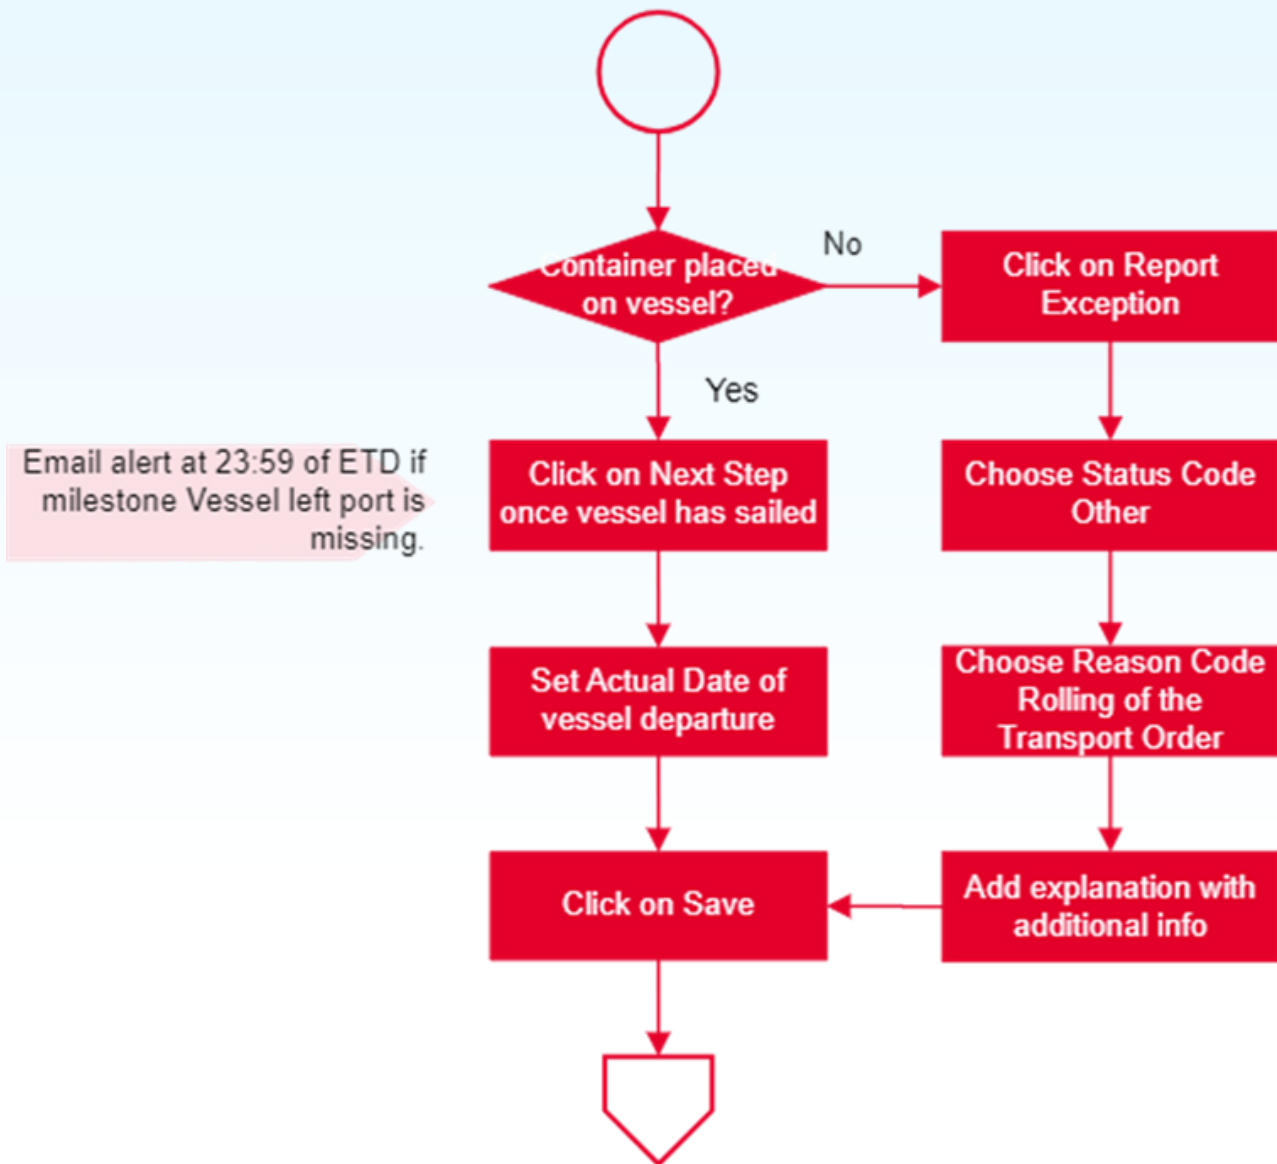 Container placed
on vessel?
No
Click on Report
Exception
Yes
Email alert at 23:59 of ETD if
milestone Vessel left port is
missing.
Click on Next Step
once vessel has sailed
Choose Status Code
Other
Set Actual Date of
vessel departure
Choose Reason Code
Rolling of the
Transport Order
Click on Save
Add explanation with
additional info